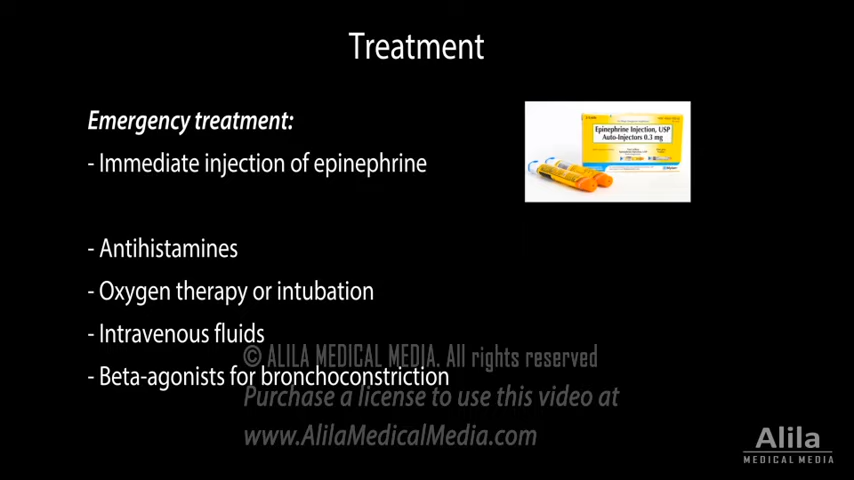 Treatment
Emergency treatment:
- Immediate injection of epinephrine
Epinephrine Injection, USP
Auto-Injectors 0.3 mg
- Antihistamines
- Oxygen therapy or intubation
- Intravenous fluids
© ALILA MEDICAL MEDIA. All rights reserved
- Beta-agonists for bronchoconstriction
Purchase a license to use this video at
www.AlilaMedicalMedia.com
Alila
MEDICAL MEDIA